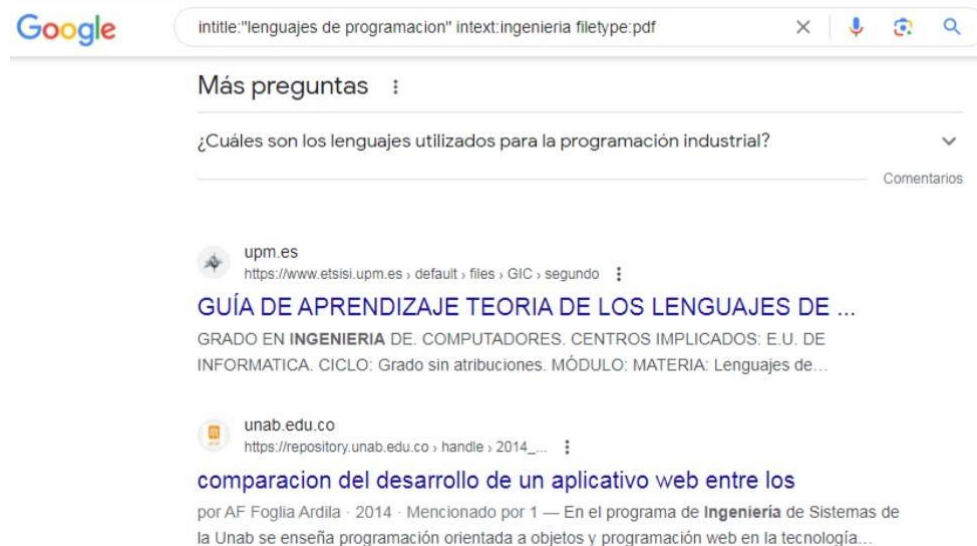 Google
intitle:"lenguajes de programacion" intext:ingenieria filetype:pdf
Más preguntas
¿Cuáles son los lenguajes utilizados para la programación industrial?
Comentarios
upm.es
https://www.etsisi.upm.es › default › files › GIC › segundo
GUÍA DE APRENDIZAJE TEORIA DE LOS LENGUAJES DE ...
GRADO EN INGENIERIA DE. COMPUTADORES. CENTROS IMPLICADOS: E.U. DE
INFORMATICA. CICLO: Grado sin atribuciones. MÓDULO: MATERIA: Lenguajes de...
unab.edu.co
https://repository.unab.edu.co › handle › 2014_...
comparacion del desarrollo de un aplicativo web entre los
por AF Foglia Ardila · 2014 · Mencionado por 1 — En el programa de Ingeniería de Sistemas de
la Unab se enseña programación orientada a objetos y programación web en la tecnología...